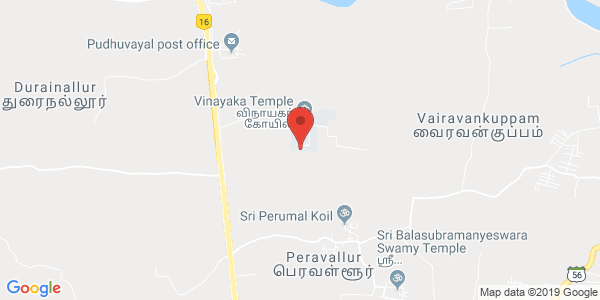 16
Pudhuvayal post office
Durainallur
துரைநல்லூர்
Vinayaka Temple
விநாயகர்
கோயில்
Vairavankuppam
வைரவன்குப்பம்
Sri Perumal Koil
Sri Balasubramanyeswara
Swamy Temple
ஸ்ரீ...
Peravallur
பெரவள்ளூர்
56
Google
Map data ©2019 Google